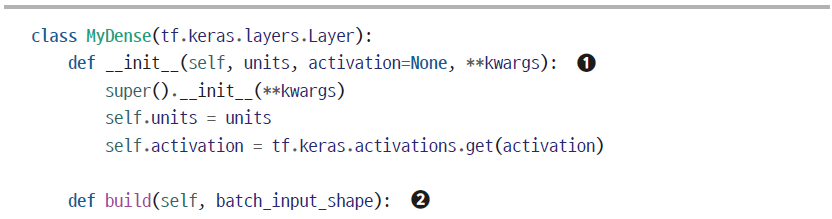 class MyDense(tf.keras.layers.Layer):
    def __init__(self, units, activation=None, **kwargs): ❶
        super().__init__(**kwargs)
        self.units = units
        self.activation = tf.keras.activations.get(activation)
    def build(self, batch_input_shape): ❷